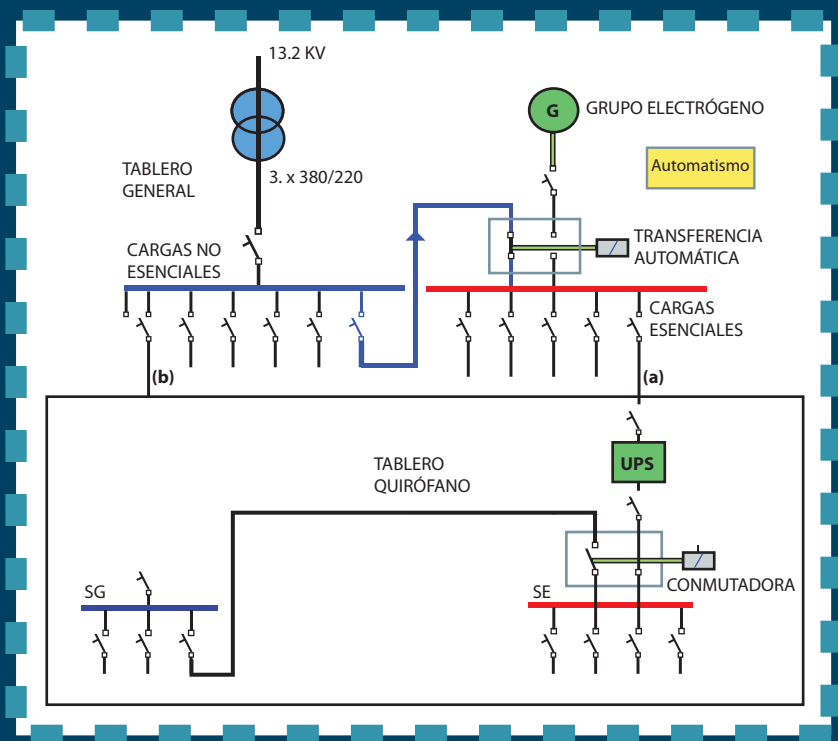 13.2 KV
G
GRUPO ELECTRÓGENO
Automatismo
TABLERO
GENERAL
3. x 380/220
CARGAS NO
ESENCIALES
TRANSFERENCIA
AUTOMÁTICA
CARGAS
ESENCIALES
(b)
(a)
TABLERO
QUIRÓFANO
UPS
SG
SE
CONMUTADORA